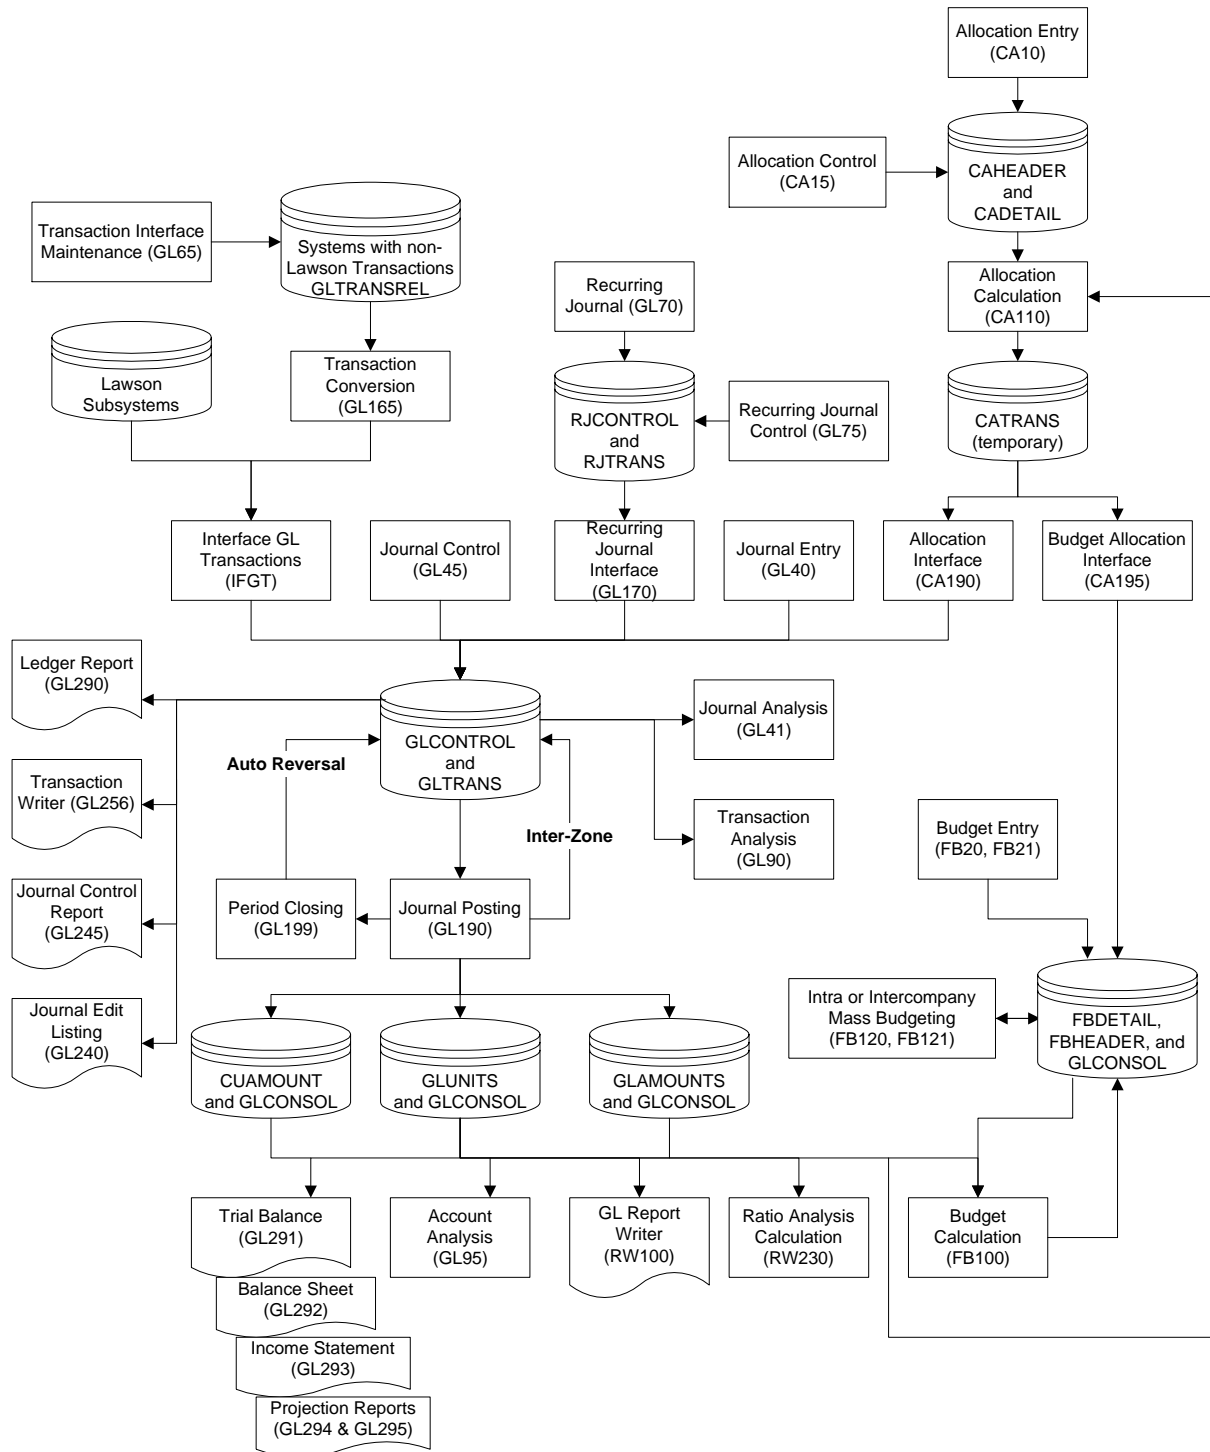 Allocation Entry
(CA10)
Allocation Control
(CA15)
CAHEADER
and
CADETAIL
Transaction Interface
Maintenance (GL65)
Systems with non-
Lawson Transactions
GLTRANSREL
Recurring
Journal (GL70)
Allocation
Calculation
(CA110)
Lawson
Subsystems
Transaction
Conversion
(GL165)
RJCONTROL
and
RJTRANS
Recurring Journal
Control (GL75)
CATRANS
(temporary)
Interface GL
Transactions
(IFGT)
Journal Control
(GL45)
Recurring
Journal
Interface
(GL170)
Journal Entry
(GL40)
Allocation
Interface
(CA190)
Budget Allocation
Interface
(CA195)
Ledger Report
(GL290)
GLCONTROL
and
GLTRANS
Journal Analysis
(GL41)
Auto Reversal
Transaction
Writer (GL256)
Inter-Zone
Transaction
Analysis
(GL90)
Budget Entry
(FB20, FB21)
Journal Control
Report
(GL245)
Period Closing
(GL199)
Journal Posting
(GL190)
Journal Edit
Listing
(GL240)
CUAMOUNT
and GLCONSOL
GLUNITS
and GLCONSOL
GLAMOUNTS
and GLCONSOL
Intra or Intercompany
Mass Budgeting
(FB120, FB121)
FBDETAIL,
FBHEADER, and
GLCONSOL
Trial Balance
(GL291)
Account
Analysis
(GL95)
GL Report
Writer
(RW100)
Ratio Analysis
Calculation
(RW230)
Budget
Calculation
(FB100)
Balance Sheet
(GL292)
Income Statement
(GL293)
Projection Reports
(GL294 & GL295)